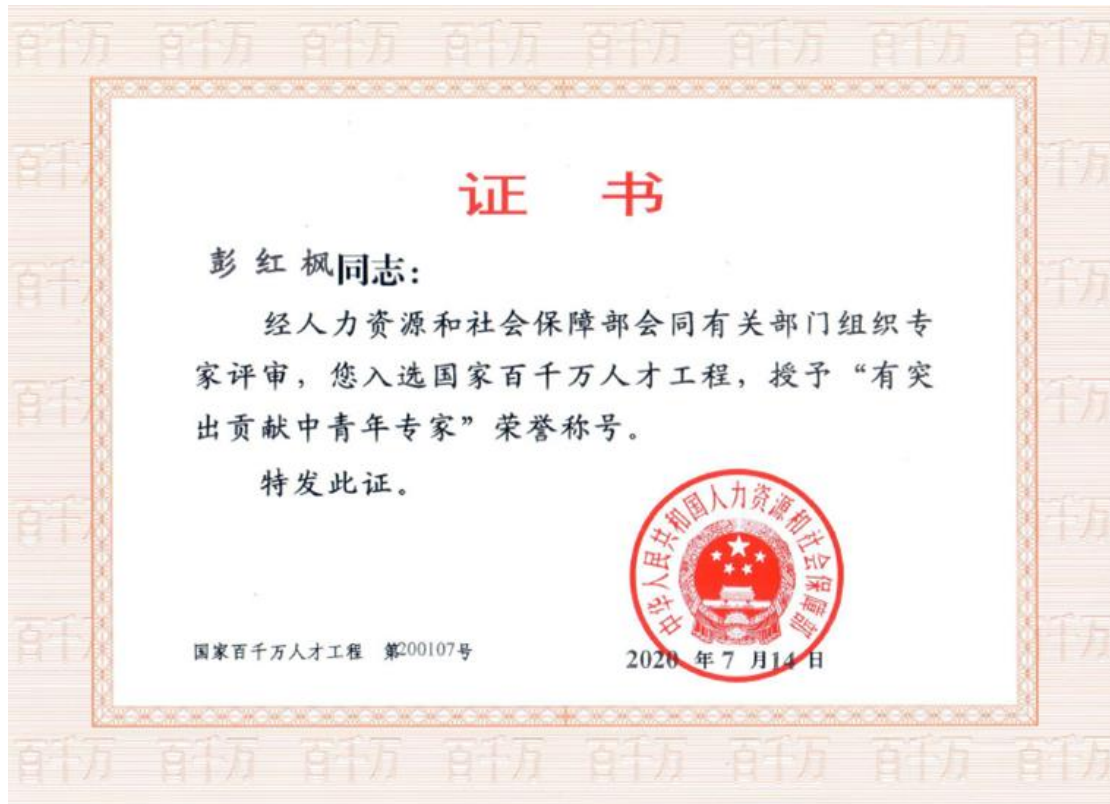 百千万 百千万 百千万 百千万 百千万 百千万 百千万 百千万
证 书
彭红枫同志：
经人力资源和社会保障部会同有关部门组织专
家评审，您入选国家百千万人才工程，授予“有突
出贡献中青年专家”荣誉称号。
特发此证。
中华人民共和国人力资源和社会保障部
国家百千万人才工程 第200107号
2020 年 7 月 14 日
百千万 百千万 百千万 百千万 百千万 百千万 百千万 百千万